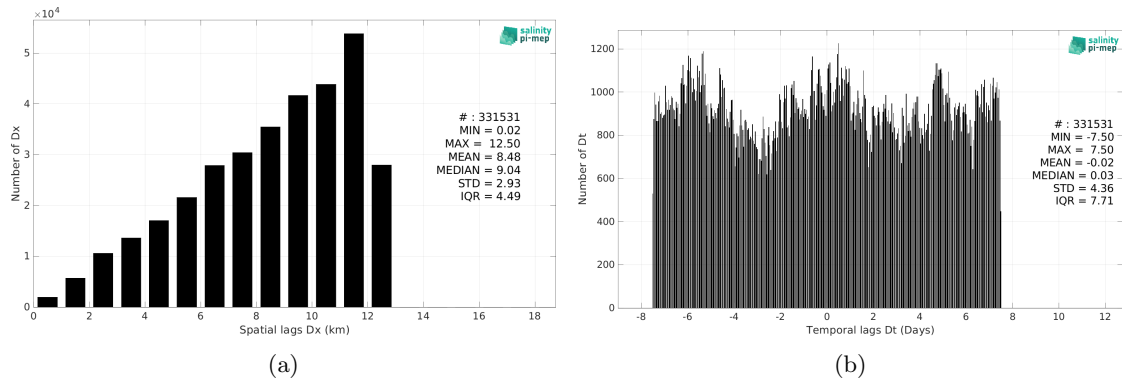 ×10⁴
salinity
pi-mep
5
4
3
2
1
0
Number of Dx
# : 331531
MIN = 0.02
MAX = 12.50
MEAN = 8.48
MEDIAN = 9.04
STD = 2.93
IQR = 4.49
0 2 4 6 8 10 12 14 16 18
Spatial lags Dx (km)
(a)
salinity
pi-mep
1200
1000
800
600
400
200
0
Number of Dt
# : 331531
MIN = -7.50
MAX = 7.50
MEAN = -0.02
MEDIAN = 0.03
STD = 4.36
IQR = 7.71
-8 -6 -4 -2 0 2 4 6 8 10 12
Temporal lags Dt (Days)
(b)